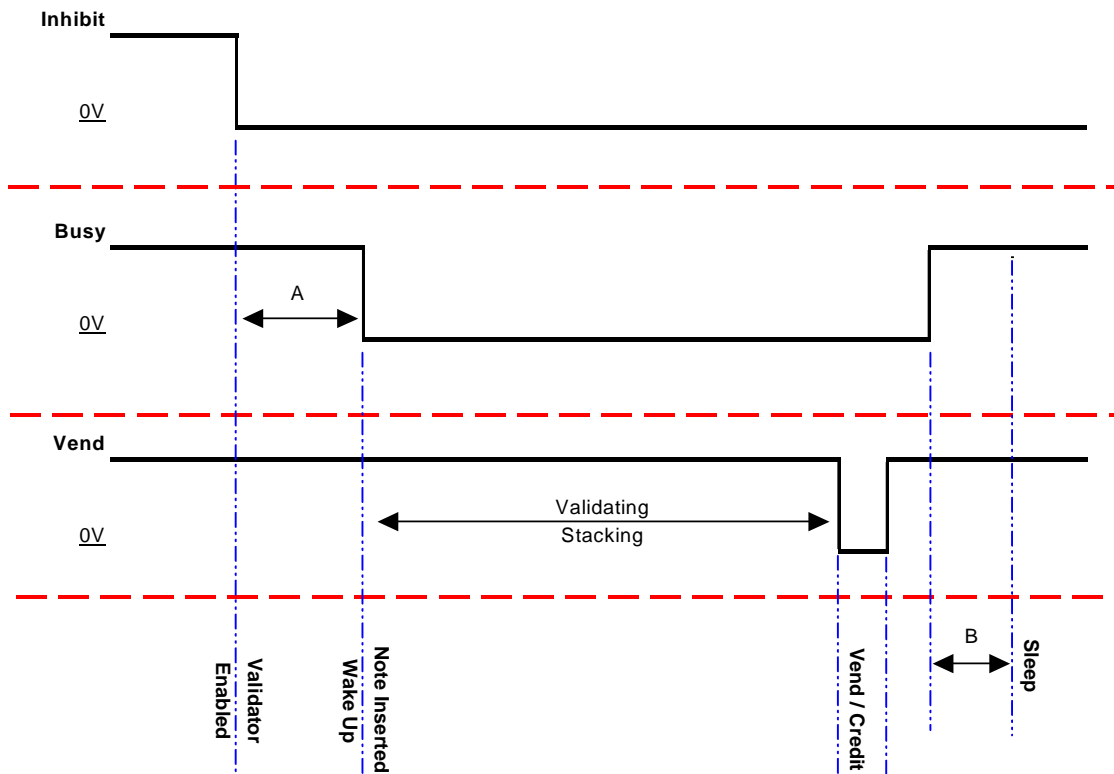 Inhibit
0V
Busy
A
0V
Vend
Validating
Stacking
0V
Validator
Enabled
Note Inserted
Wake Up
Vend / Credit
B
Sleep